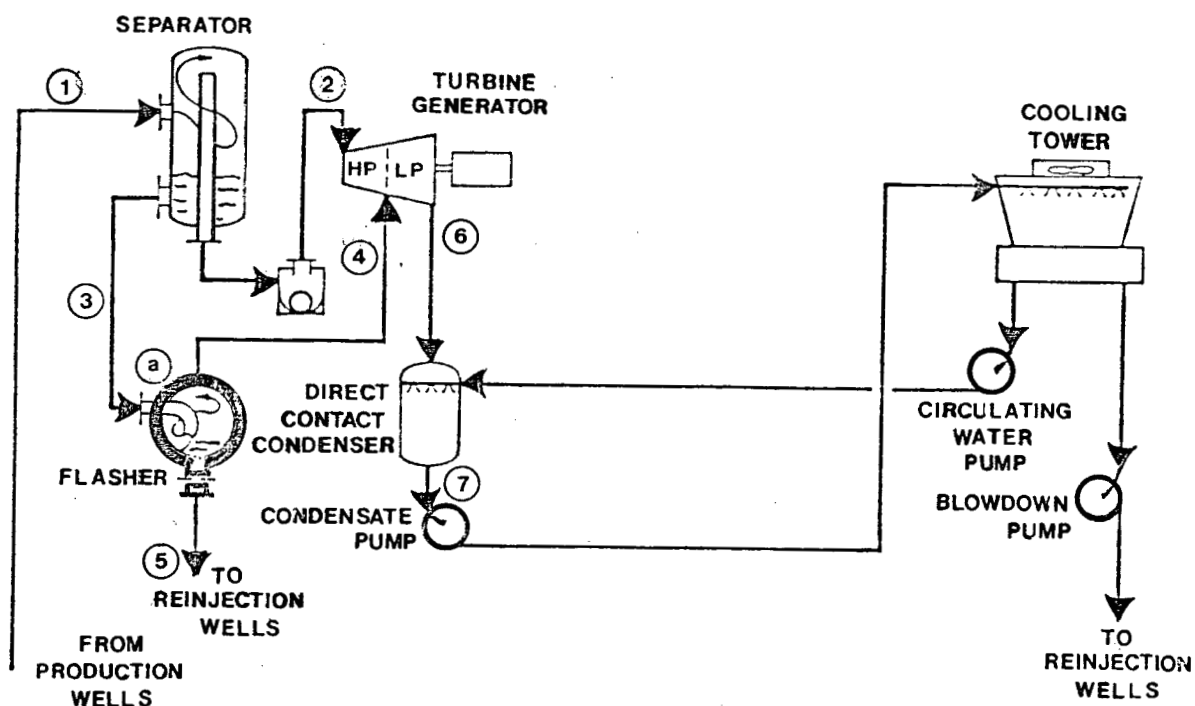 SEPARATOR
1
2
TURBINE
GENERATOR
COOLING
TOWER
HP
LP
3
4
6
a
DIRECT
CONTACT
CONDENSER
CIRCULATING
WATER
PUMP
FLASHER
7
CONDENSATE
PUMP
BLOWDOWN
PUMP
5
TO
REINJECTION
WELLS
FROM
PRODUCTION
WELLS
TO
REINJECTION
WELLS